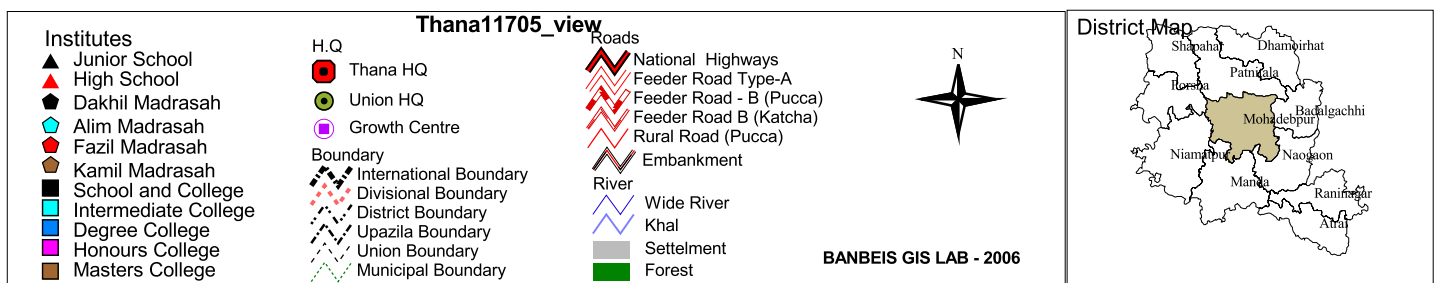 Thana11705_view
Institutes
Junior School
High School
Dakhil Madrasah
Alim Madrasah
Fazil Madrasah
Kamil Madrasah
School and College
Intermediate College
Degree College
Honours College
Masters College
H.Q
Thana HQ
Union HQ
Growth Centre
Boundary
International Boundary
Divisional Boundary
District Boundary
Upazila Boundary
Union Boundary
Municipal Boundary
Roads
National Highways
Feeder Road Type-A
Feeder Road - B (Pucca)
Feeder Road B (Katcha)
Rural Road (Pucca)
Embankment
River
Wide River
Khal
Settelment
Forest
N
BANBEIS GIS LAB - 2006
District Map
Shapahar
Dhamoirhat
Patnitala
Porsha
Badalgachhi
Mohadebpur
Niamatpur
Naogaon
Manda
Raninagar
Atrai